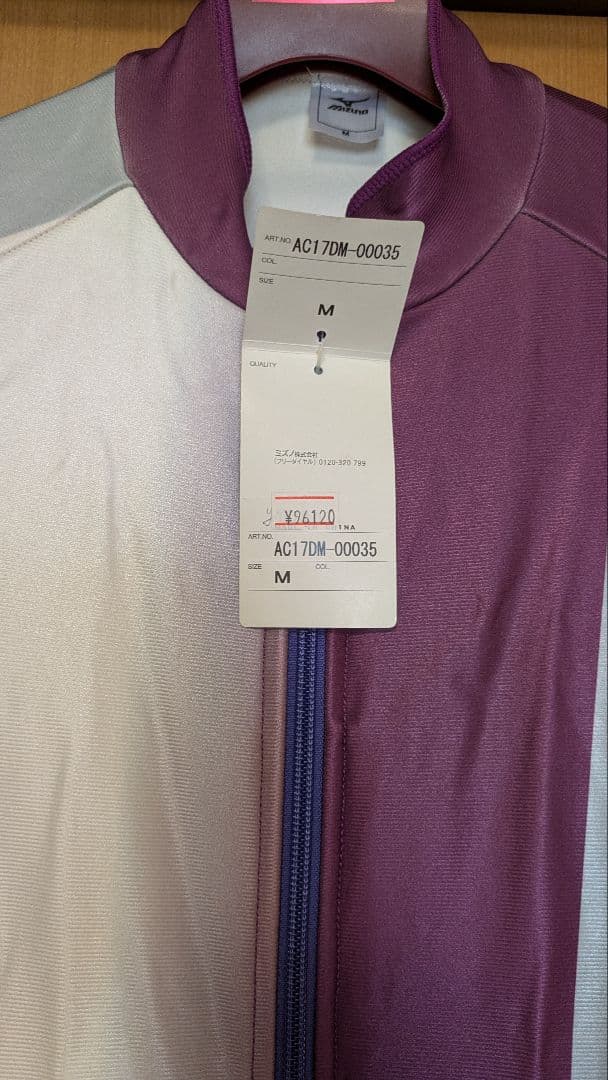 MIZUNO
M
ART.NO. AC17DM-00035
COL.
SIZE
M
QUALITY
ミズノ株式会社
(フリーダイヤル) 0120-320 799
y ¥96120
INA
ART.NO.
AC17DM-00035
SIZE M COL.